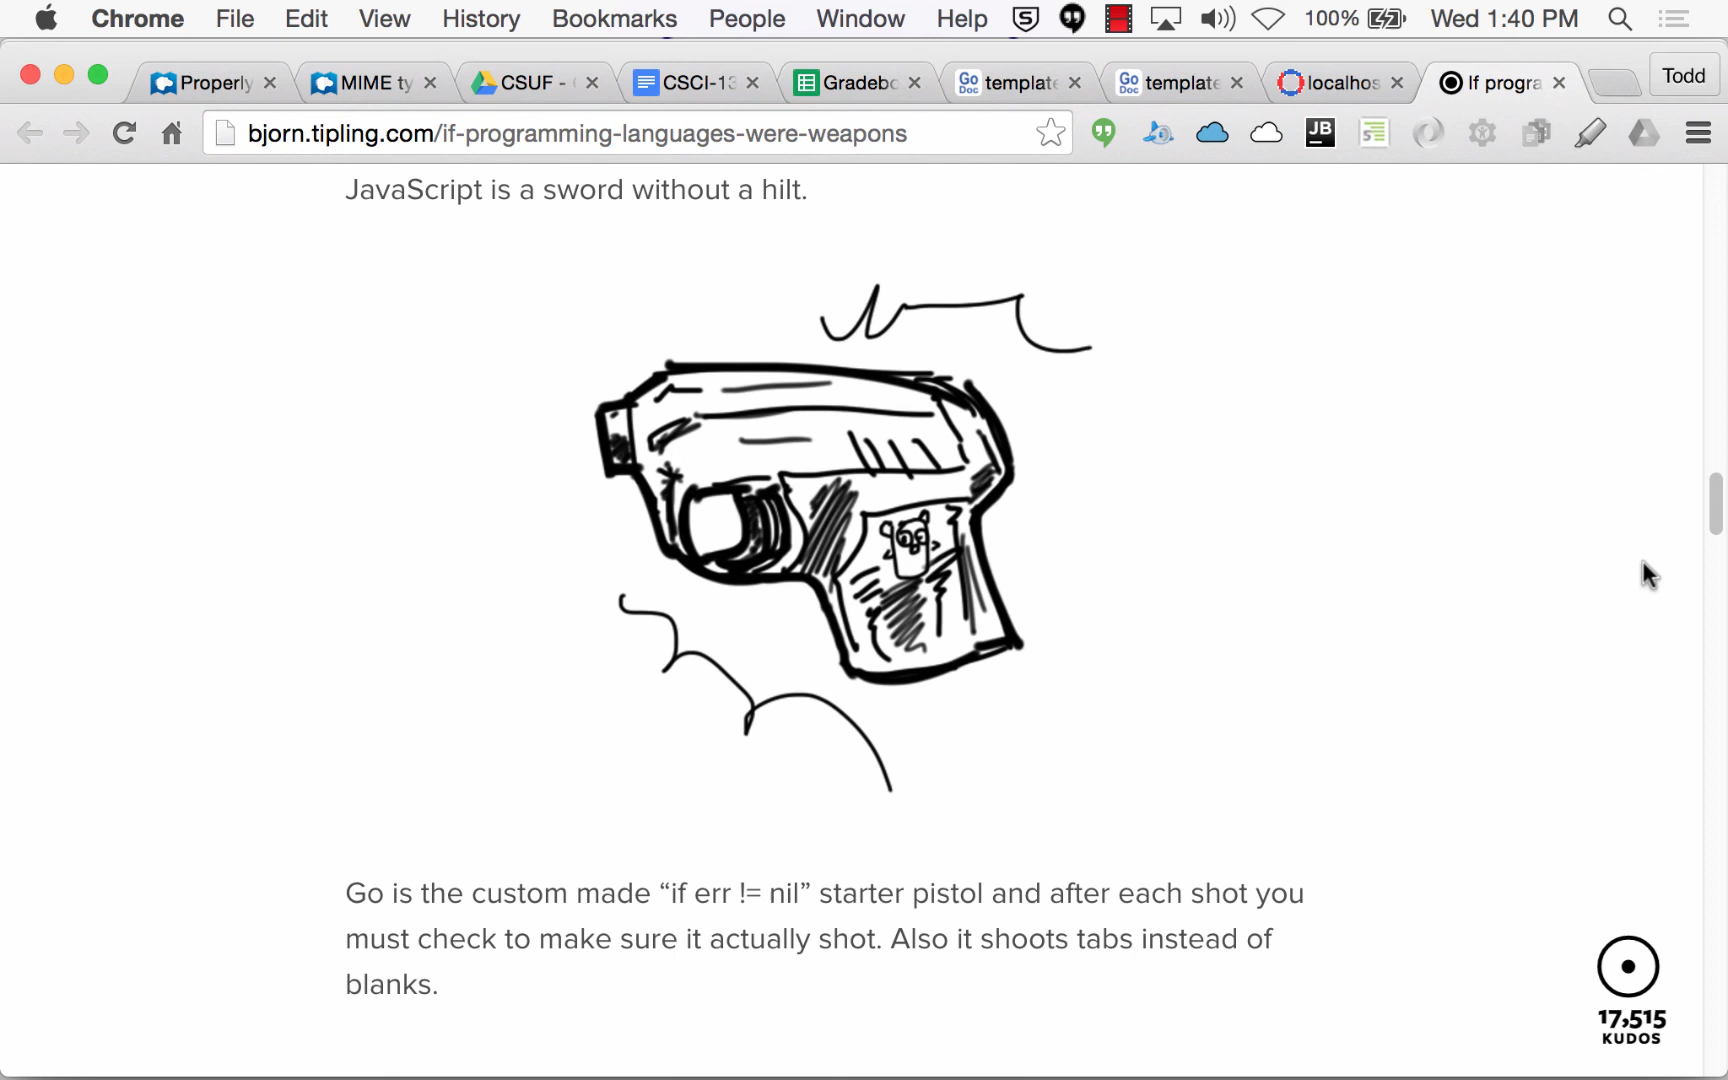 Chrome File Edit View History Bookmarks People Window Help 100% Wed 1:40 PM
Properly MIME ty CSUF - CSCI-13 Gradebo template template localhos If progra Todd
bjorn.tipling.com/if-programming-languages-were-weapons
JB
JavaScript is a sword without a hilt.
Go is the custom made “if err != nil” starter pistol and after each shot you
must check to make sure it actually shot. Also it shoots tabs instead of
blanks.
17,515
KUDOS